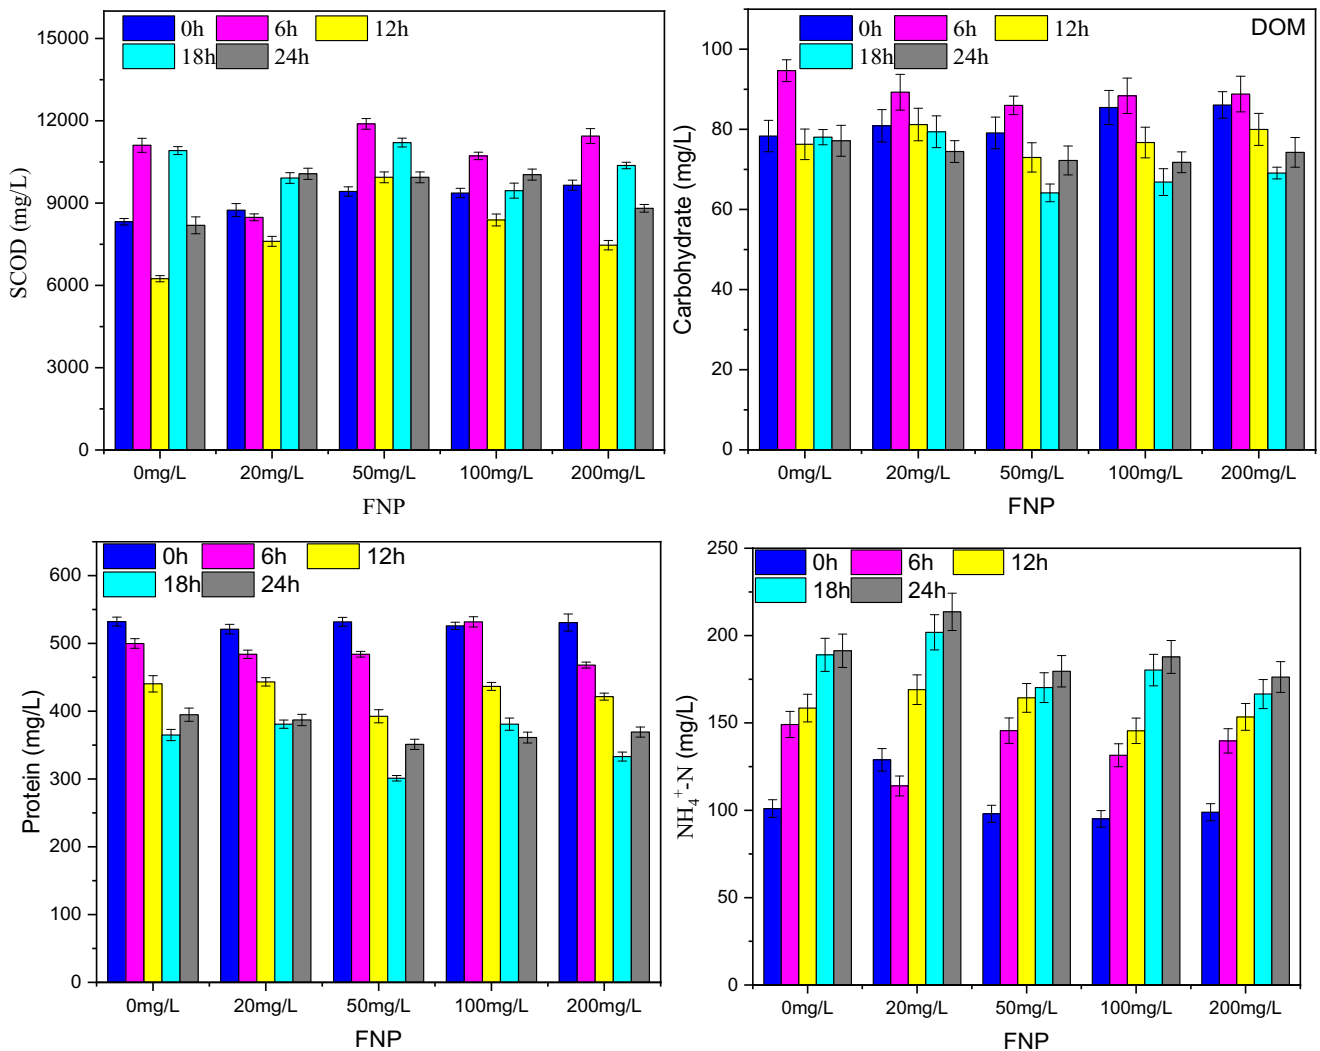 0h 6h 12h
18h 24h
15000
12000
9000
6000
3000
0
SCOD (mg/L)
0mg/L 20mg/L 50mg/L 100mg/L 200mg/L
FNP
0h 6h 12h
18h 24h
DOM
100
80
60
40
20
0
Carbohydrate (mg/L)
0mg/L 20mg/L 50mg/L 100mg/L 200mg/L
FNP
0h 6h 12h
18h 24h
600
500
400
300
200
100
0
Protein (mg/L)
0mg/L 20mg/L 50mg/L 100mg/L 200mg/L
FNP
0h 6h 12h
18h 24h
250
200
150
100
50
0
NH₄⁺-N (mg/L)
0mg/L 20mg/L 50mg/L 100mg/L 200mg/L
FNP